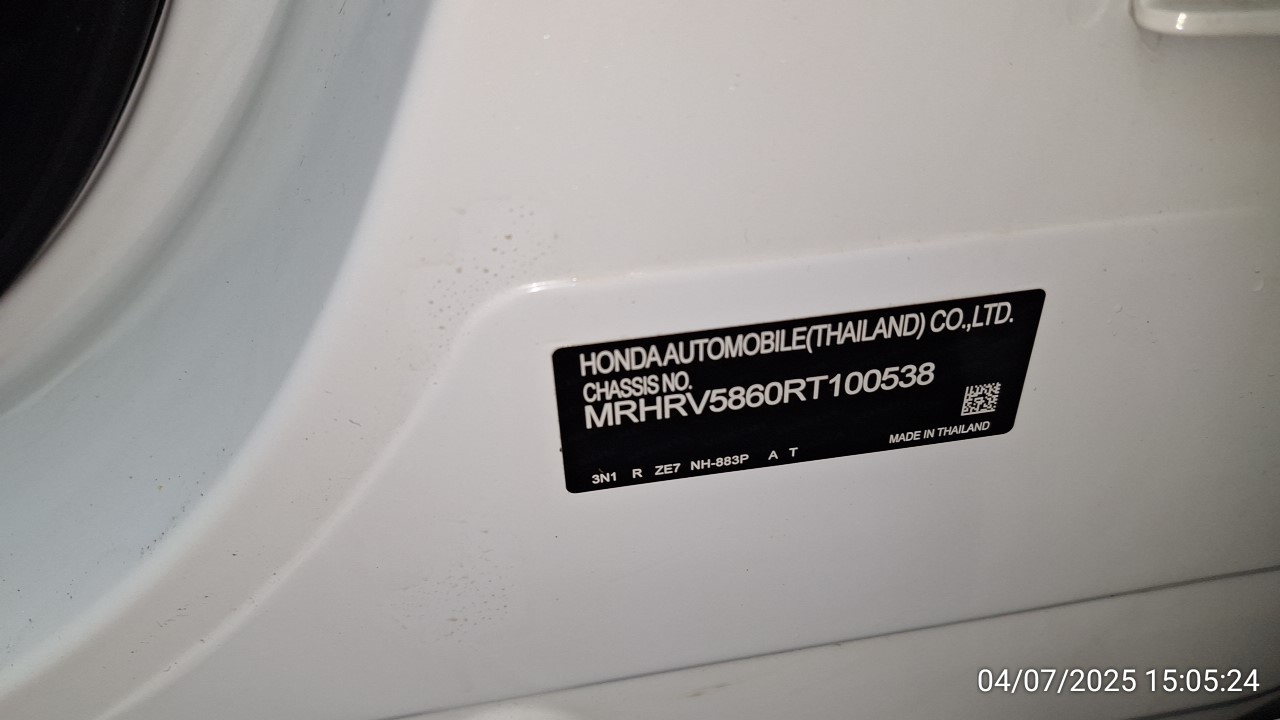 HONDA AUTOMOBILE(THAILAND) CO.,LTD.
CHASSIS NO.
MRHRV5860RT100538
3N1 R ZE7 NH-883P A T
MADE IN THAILAND
04/07/2025 15:05:24